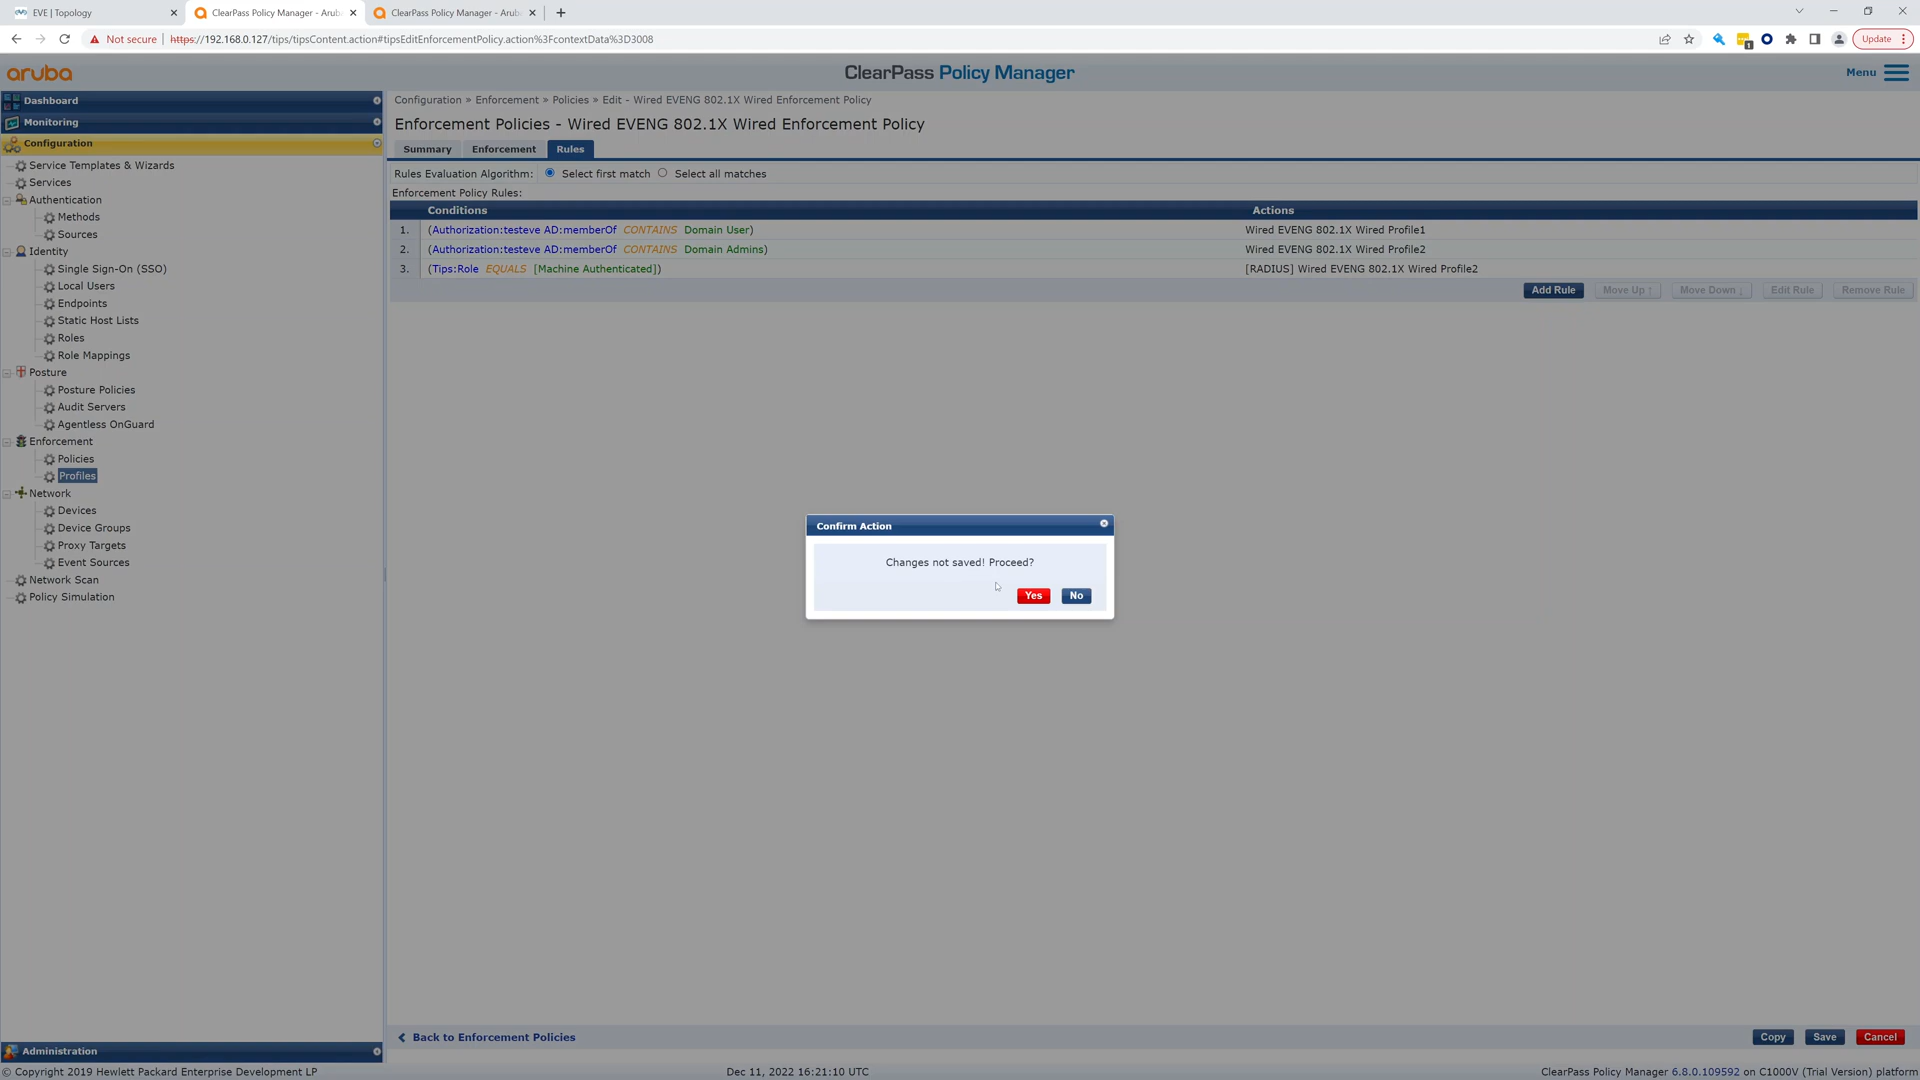 EVE | Topology
ClearPass Policy Manager - Arub
ClearPass Policy Manager - Arub
Not secure
https://192.168.0.127/tips/tipsContent.action#tipsEditEnforcementPolicy.action%3FcontextData%3D3008
1
Update
aruba
ClearPass Policy Manager
Menu
Dashboard
Monitoring
Configuration
Service Templates & Wizards
Services
Authentication
Methods
Sources
Identity
Single Sign-On (SSO)
Local Users
Endpoints
Static Host Lists
Roles
Role Mappings
Posture
Posture Policies
Audit Servers
Agentless OnGuard
Enforcement
Policies
Profiles
Network
Devices
Device Groups
Proxy Targets
Event Sources
Network Scan
Policy Simulation
Administration
Configuration » Enforcement » Policies » Edit - Wired EVENG 802.1X Wired Enforcement Policy
Enforcement Policies - Wired EVENG 802.1X Wired Enforcement Policy
Summary Enforcement Rules
Rules Evaluation Algorithm: Select first match Select all matches
Enforcement Policy Rules:
Conditions Actions
1. (Authorization:testeve AD:memberOf CONTAINS Domain User) Wired EVENG 802.1X Wired Profile1
2. (Authorization:testeve AD:memberOf CONTAINS Domain Admins) Wired EVENG 802.1X Wired Profile2
3. (Tips:Role EQUALS [Machine Authenticated]) [RADIUS] Wired EVENG 802.1X Wired Profile2
Add Rule Move Up ↑ Move Down ↓ Edit Rule Remove Rule
Confirm Action
Changes not saved! Proceed?
Yes No
Back to Enforcement Policies
Copy Save Cancel
© Copyright 2019 Hewlett Packard Enterprise Development LP
Dec 11, 2022 16:21:10 UTC
ClearPass Policy Manager 6.8.0.109592 on C1000V (Trial Version) platform